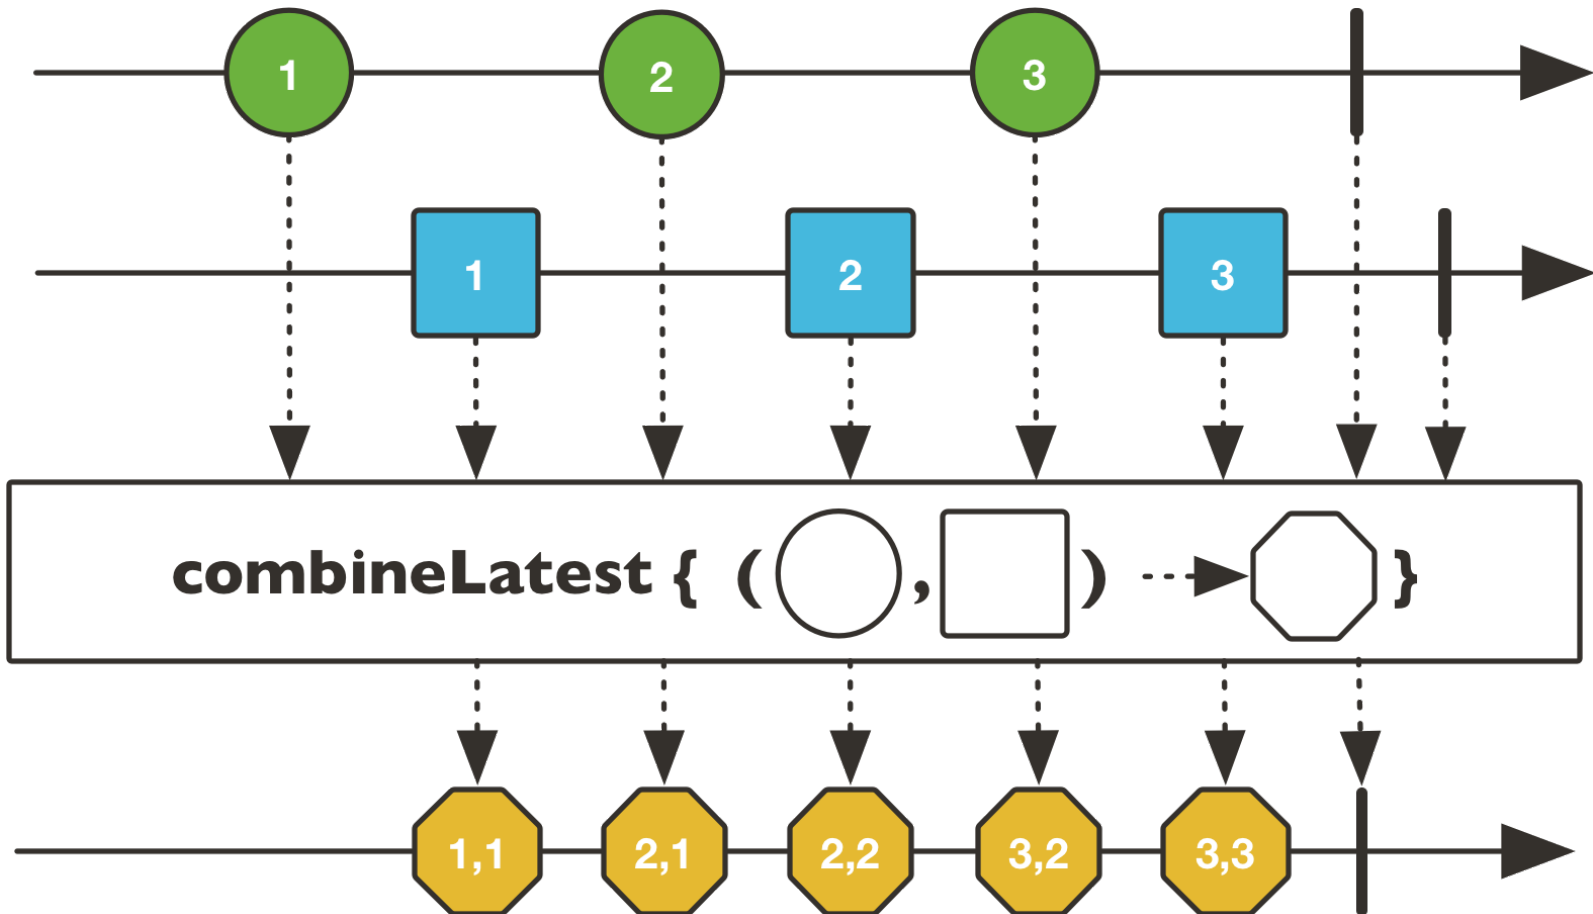 1 2 3
1 2 3
combineLatest { ( , ) }
1,1 2,1 2,2 3,2 3,3